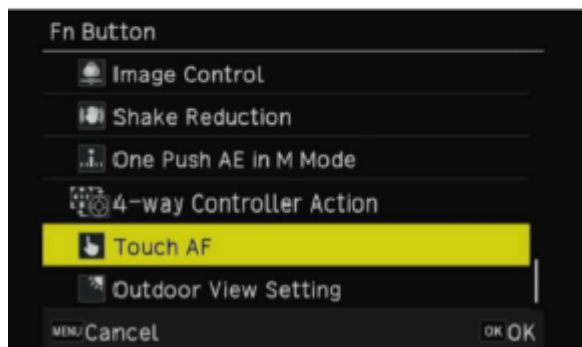 Fn Button
Image Control
Shake Reduction
One Push AE in M Mode
4-way Controller Action
Touch AF
Outdoor View Setting
MENU Cancel OK OK